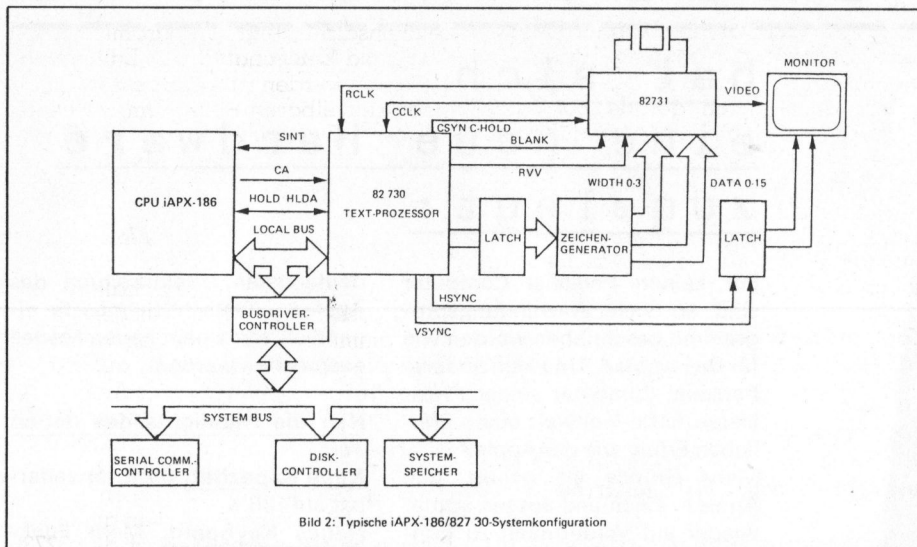 RCLK
CCLK
82731
MONITOR
VIDEO
CSYN C-HOLD
BLANK
RVV
SINT
CA
HOLD HLDA
CPU iAPX-186
82 730
TEXT-PROZESSOR
WIDTH 0-3
DATA 0-15
LOCAL BUS
LATCH
ZEICHEN-
GENERATOR
LATCH
BUSDRIVER-
CONTROLLER
HSYNC
VSYNC
SYSTEM BUS
SERIAL COMM.-
CONTROLLER
DISK-
CONTROLLER
SYSTEM-
SPEICHER
Bild 2: Typische iAPX-186/827 30-Systemkonfiguration